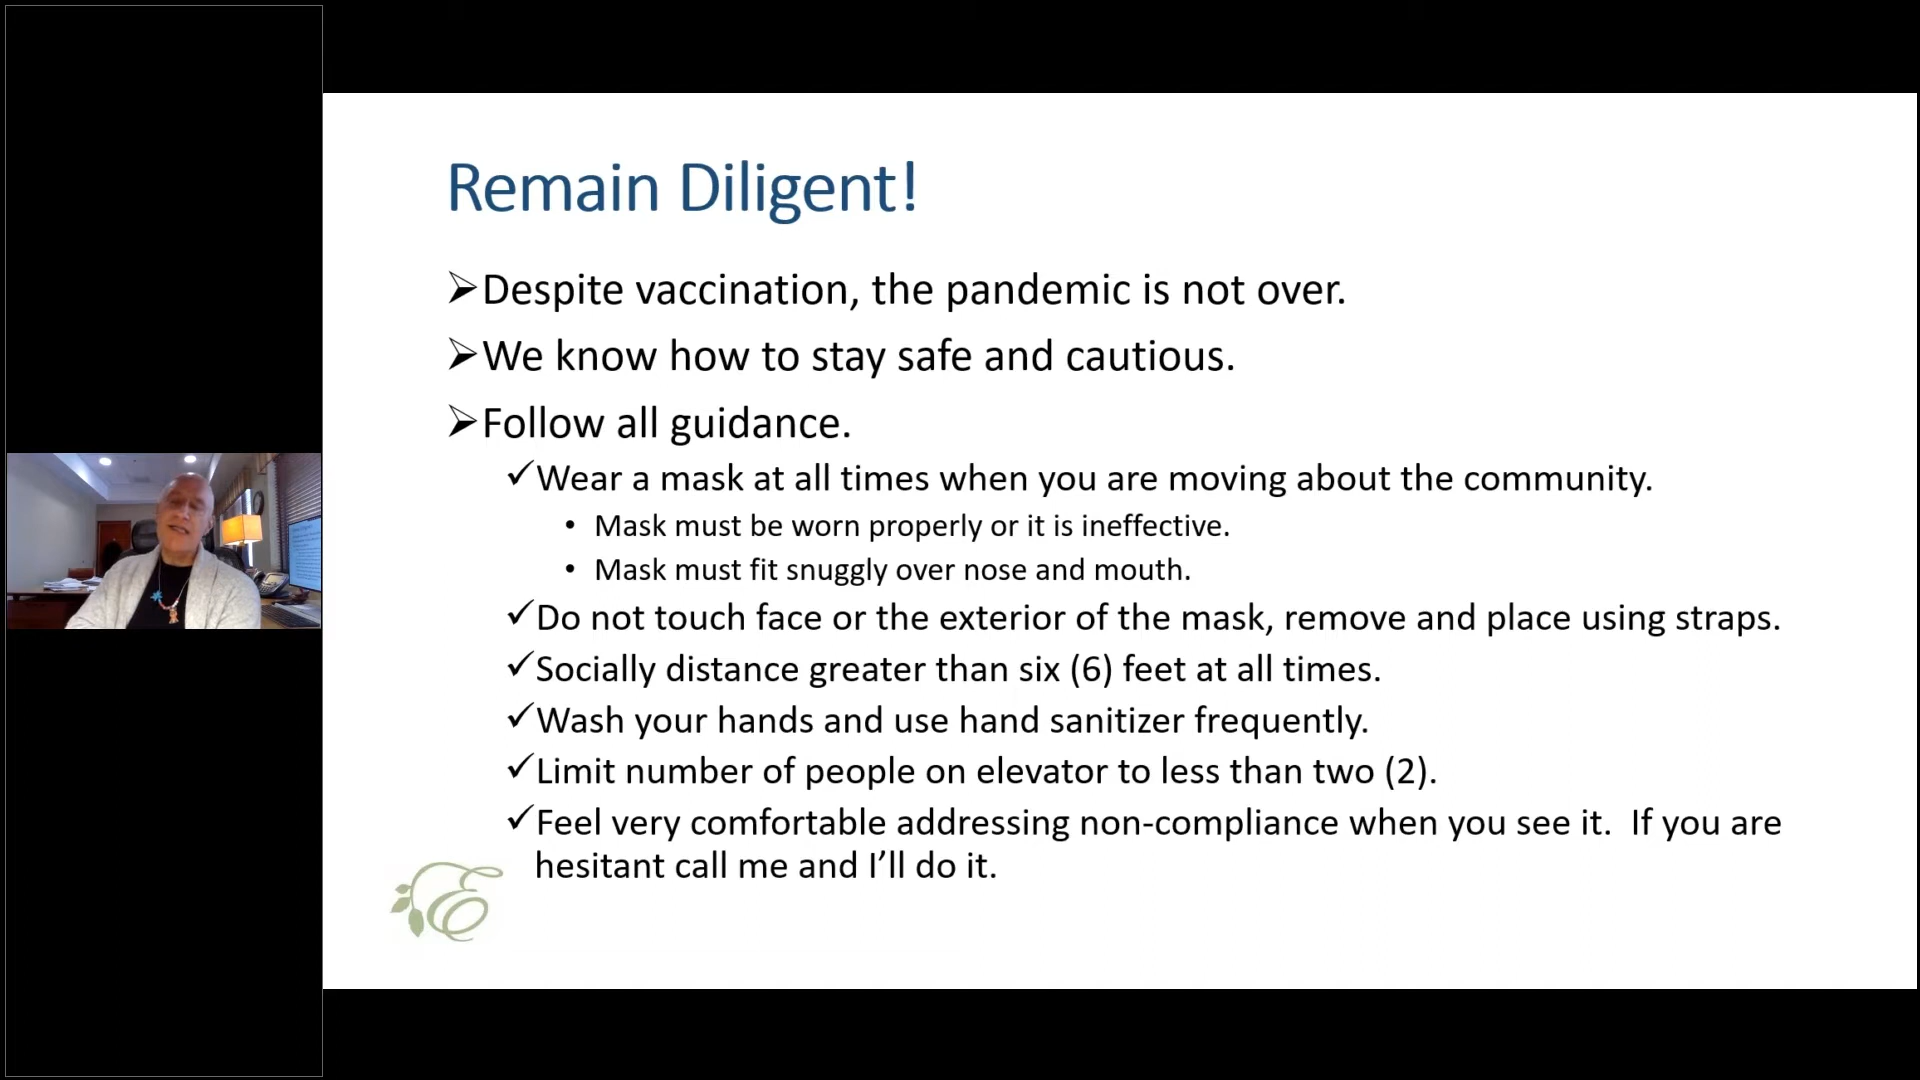 Remain Diligent!
➢Despite vaccination, the pandemic is not over.
➢We know how to stay safe and cautious.
➢Follow all guidance.
✓Wear a mask at all times when you are moving about the community.
• Mask must be worn properly or it is ineffective.
• Mask must fit snuggly over nose and mouth.
✓Do not touch face or the exterior of the mask, remove and place using straps.
✓Socially distance greater than six (6) feet at all times.
✓Wash your hands and use hand sanitizer frequently.
✓Limit number of people on elevator to less than two (2).
✓Feel very comfortable addressing non-compliance when you see it.  If you are
hesitant call me and I’ll do it.
E